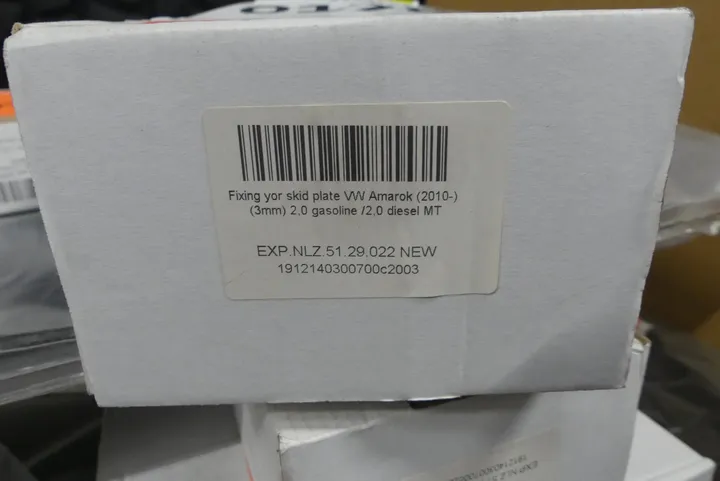 Fixing yor skid plate VW Amarok (2010-)
(3mm) 2,0 gasoline /2,0 diesel MT
EXP.NLZ.51.29.022 NEW
1912140300700c2003